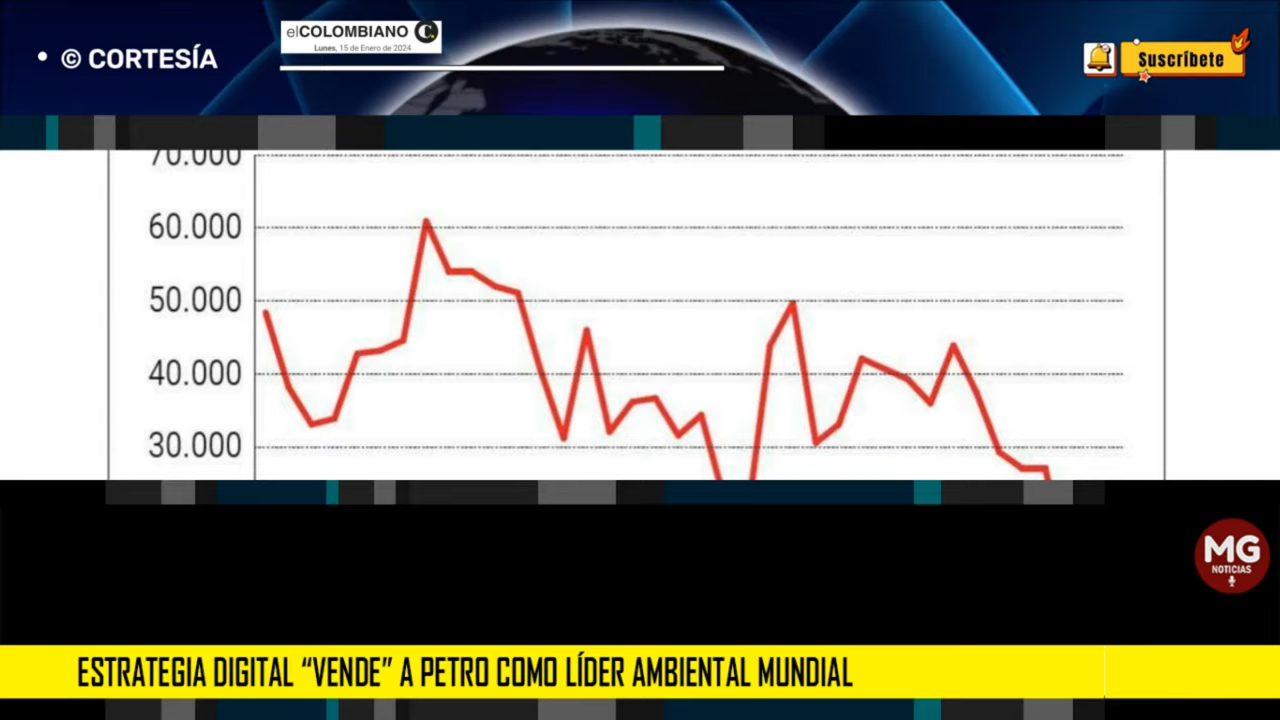 • © CORTESÍA
elCOLOMBIANO C
Lunes, 15 de Enero de 2024
Suscríbete
70.000
60.000
50.000
40.000
30.000
MG
NOTICIAS
ESTRATEGIA DIGITAL “VENDE” A PETRO COMO LÍDER AMBIENTAL MUNDIAL